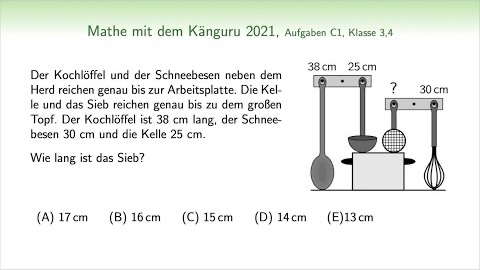 Mathe mit dem Känguru 2021, Aufgaben C1, Klasse 3,4
38 cm 25 cm
? 30 cm
Der Kochlöffel und der Schneebesen neben dem
Herd reichen genau bis zur Arbeitsplatte. Die Kel-
le und das Sieb reichen genau bis zu dem großen
Topf. Der Kochlöffel ist 38 cm lang, der Schnee-
besen 30 cm und die Kelle 25 cm.
Wie lang ist das Sieb?
(A) 17 cm (B) 16 cm (C) 15 cm (D) 14 cm (E)13 cm